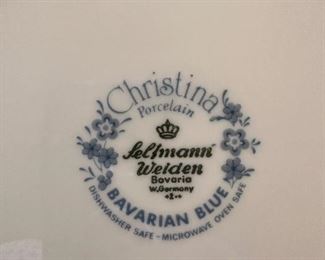 Christina
Porcelain
Seltmann
Weiden
Bavaria
W.Germany
BAVARIAN BLUE
DISHWASHER SAFE - MICROWAVE OVEN SAFE